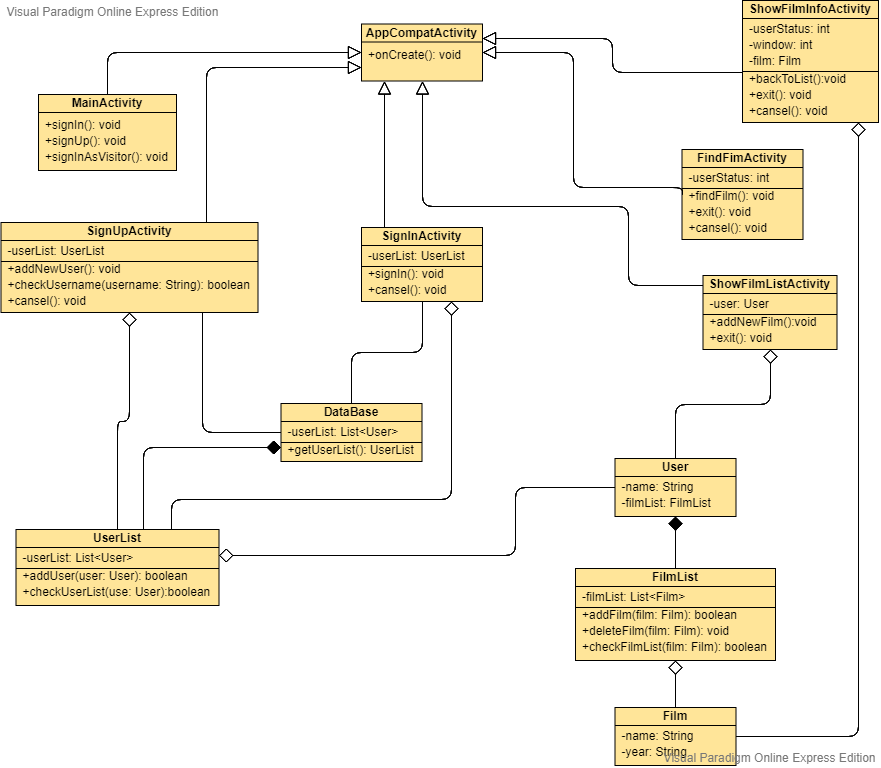 Visual Paradigm Online Express Edition
AppCompatActivity
+onCreate(): void
ShowFilmInfoActivity
-userStatus: int
-window: int
-film: Film
+backToList():void
+exit(): void
+cansel(): void
MainActivity
+signIn(): void
+signUp(): void
+signInAsVisitor(): void
FindFimActivity
-userStatus: int
+findFilm(): void
+exit(): void
+cansel(): void
SignUpActivity
-userList: UserList
+addNewUser(): void
+checkUsername(username: String): boolean
+cansel(): void
SignInActivity
-userList: UserList
+signIn(): void
+cansel(): void
ShowFilmListActivity
-user: User
+addNewFilm():void
+exit(): void
DataBase
-userList: List<User>
+getUserList(): UserList
User
-name: String
-filmList: FilmList
UserList
-userList: List<User>
+addUser(user: User): boolean
+checkUserList(use: User):boolean
FilmList
-filmList: List<Film>
+addFilm(film: Film): boolean
+deleteFilm(film: Film): void
+checkFilmList(film: Film): boolean
Film
-name: String
-year: String
Visual Paradigm Online Express Edition